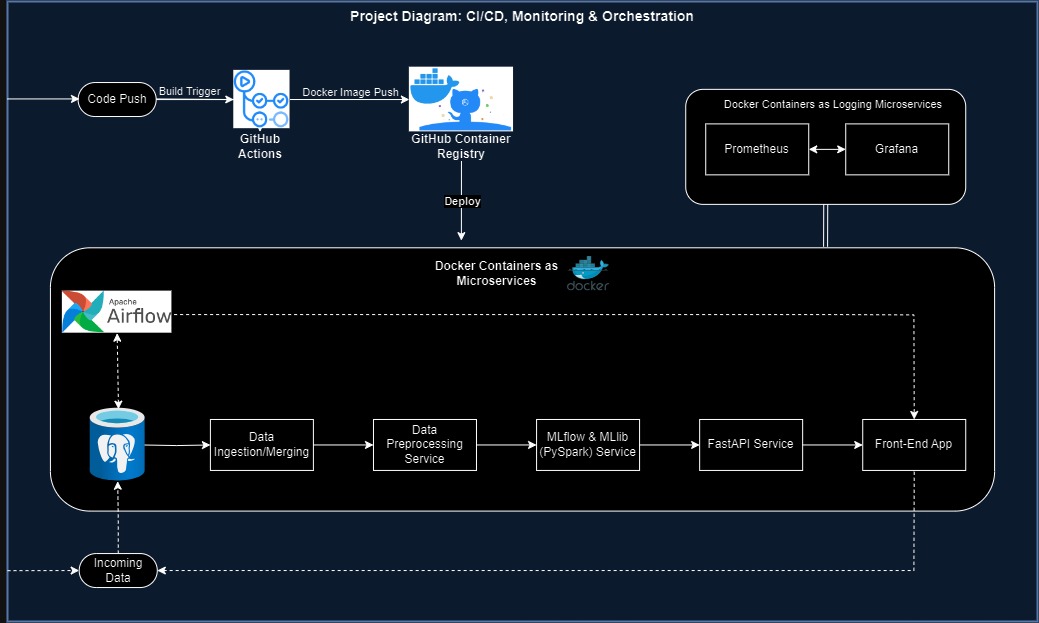 Project Diagram: CI/CD, Monitoring & Orchestration
Code Push
Build Trigger
GitHub
Actions
Docker Image Push
GitHub Container
Registry
Deploy
Docker Containers as Logging Microservices
Prometheus
Grafana
Docker Containers as
Microservices
docker
Apache
Airflow
Data
Ingestion/Merging
Data
Preprocessing
Service
MLflow & MLlib
(PySpark) Service
FastAPI Service
Front-End App
Incoming
Data